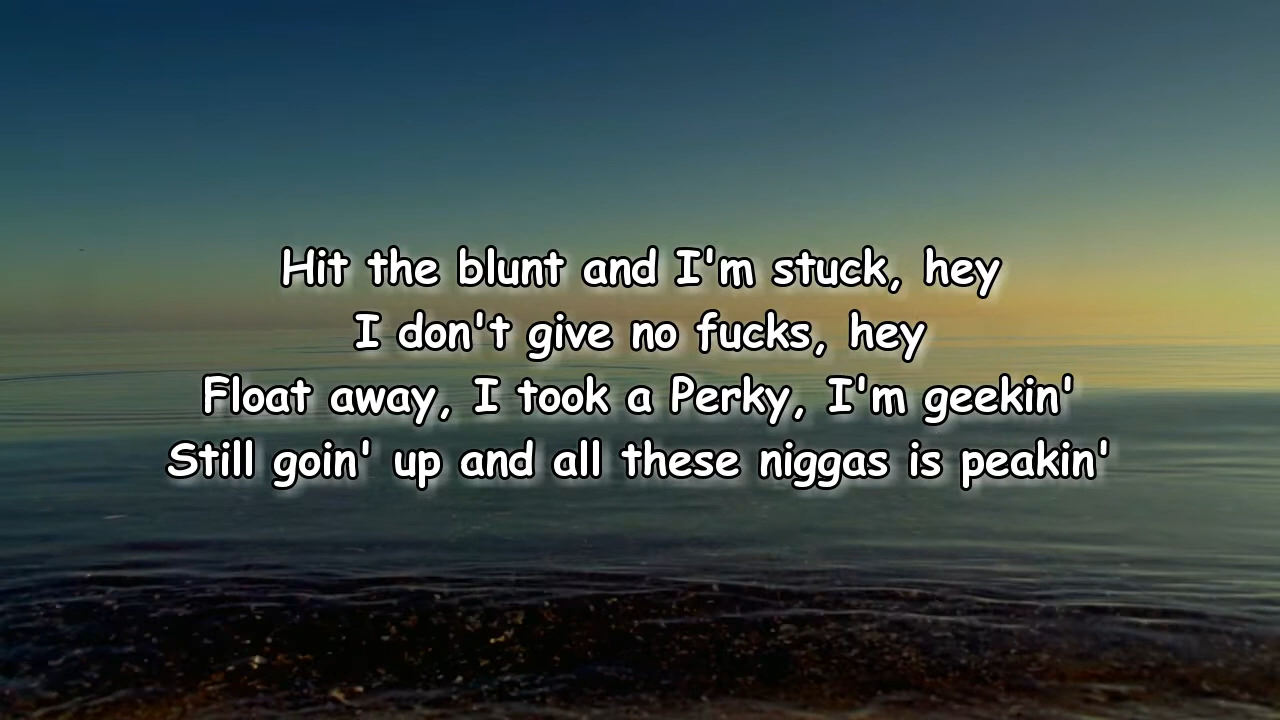 Hit the blunt and I'm stuck, hey
I don't give no fucks, hey
Float away, I took a Perky, I'm geekin'
Still goin' up and all these niggas is peakin'